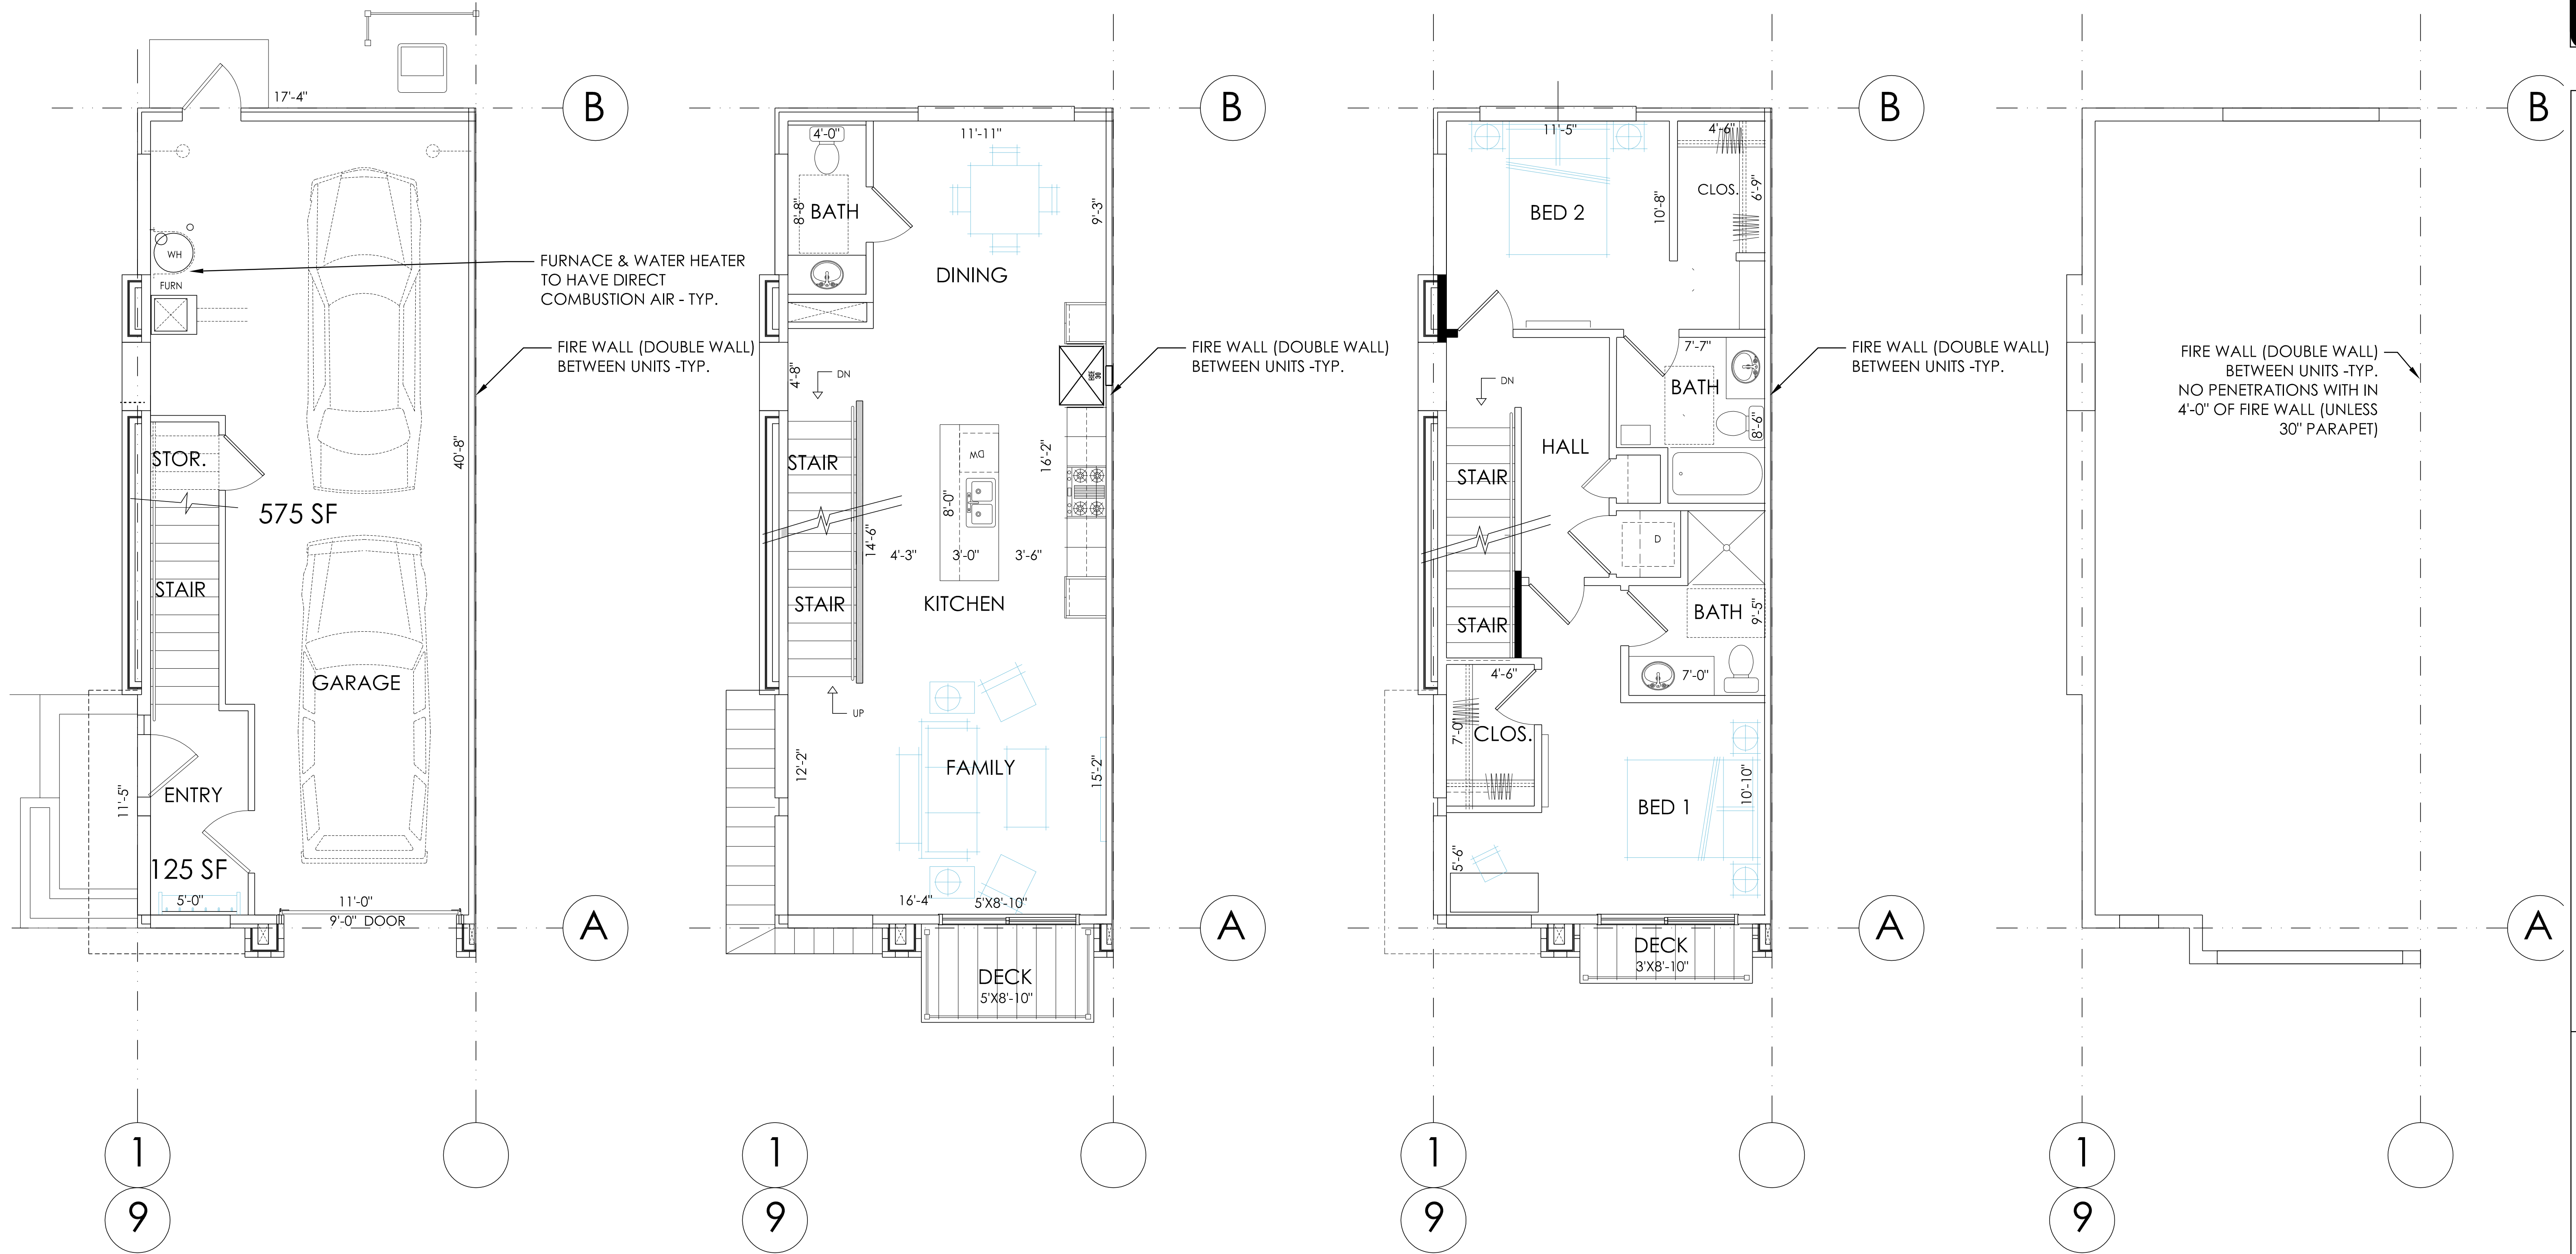 17'-4"
B
WH
FURN
FURNACE & WATER HEATER
TO HAVE DIRECT
COMBUSTION AIR - TYP.
FIRE WALL (DOUBLE WALL)
BETWEEN UNITS -TYP.
STOR.
40'-8"
575 SF
STAIR
GARAGE
11'-5"
ENTRY
125 SF
5'-0"
11'-0"
9'-0" DOOR
A
1
9
4'-0"
11'-11"
B
8'-8"
BATH
9'-3"
DINING
FIRE WALL (DOUBLE WALL)
BETWEEN UNITS -TYP.
4'-8"
DN
STAIR
DW
16'-2"
8'-0"
14'-6"
4'-3"
3'-0"
3'-6"
STAIR
KITCHEN
UP
12'-2"
FAMILY
15'-2"
16'-4"
5'X8'-10"
A
DECK
5'X8'-10"
1
9
11'-5"
4'-6"
B
CLOS.
6'-9"
10'-8"
BED 2
FIRE WALL (DOUBLE WALL)
BETWEEN UNITS -TYP.
7'-7"
DN
BATH
8'-6"
HALL
STAIR
D
STAIR
BATH
9'-5"
4'-6"
7'-0"
7'-0"
CLOS.
BED 1
10'-10"
5'-6"
A
DECK
3'X8'-10"
1
9
B
FIRE WALL (DOUBLE WALL)
BETWEEN UNITS -TYP.
NO PENETRATIONS WITH IN
4'-0" OF FIRE WALL (UNLESS
30" PARAPET)
A
1
9